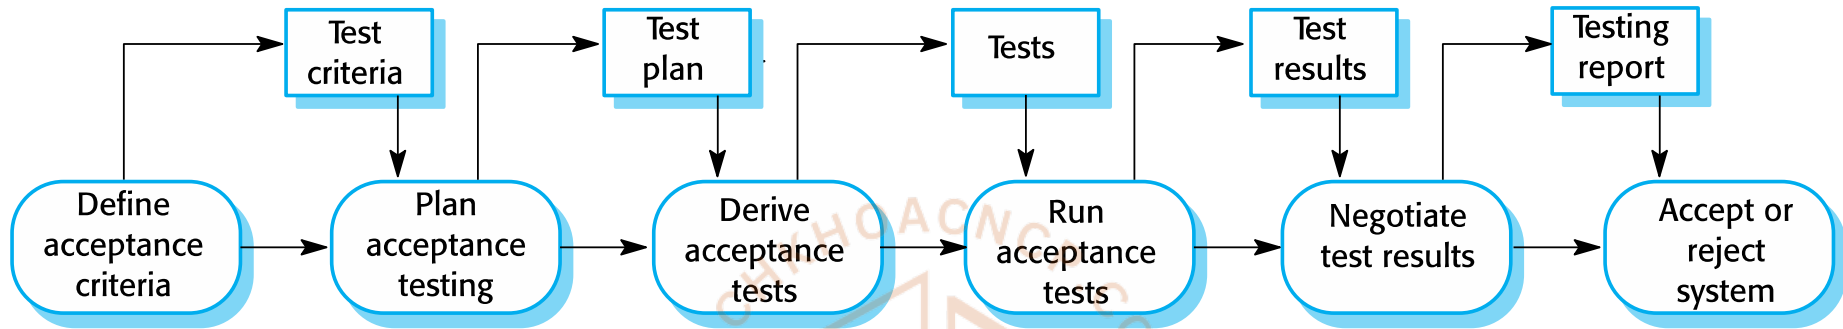 Test
criteria
Test
plan
Tests
Test
results
Testing
report
Define
acceptance
criteria
Plan
acceptance
testing
Derive
acceptance
tests
Run
acceptance
tests
Negotiate
test results
Accept or
reject
system